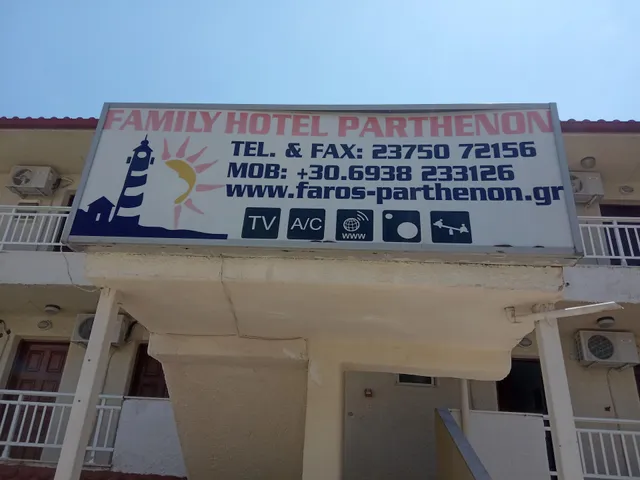 FAMILY HOTEL PARTHENON
TEL. & FAX: 23750 72156
MOB: +30.6938 233126
www.faros-parthenon.gr
TV A/C www